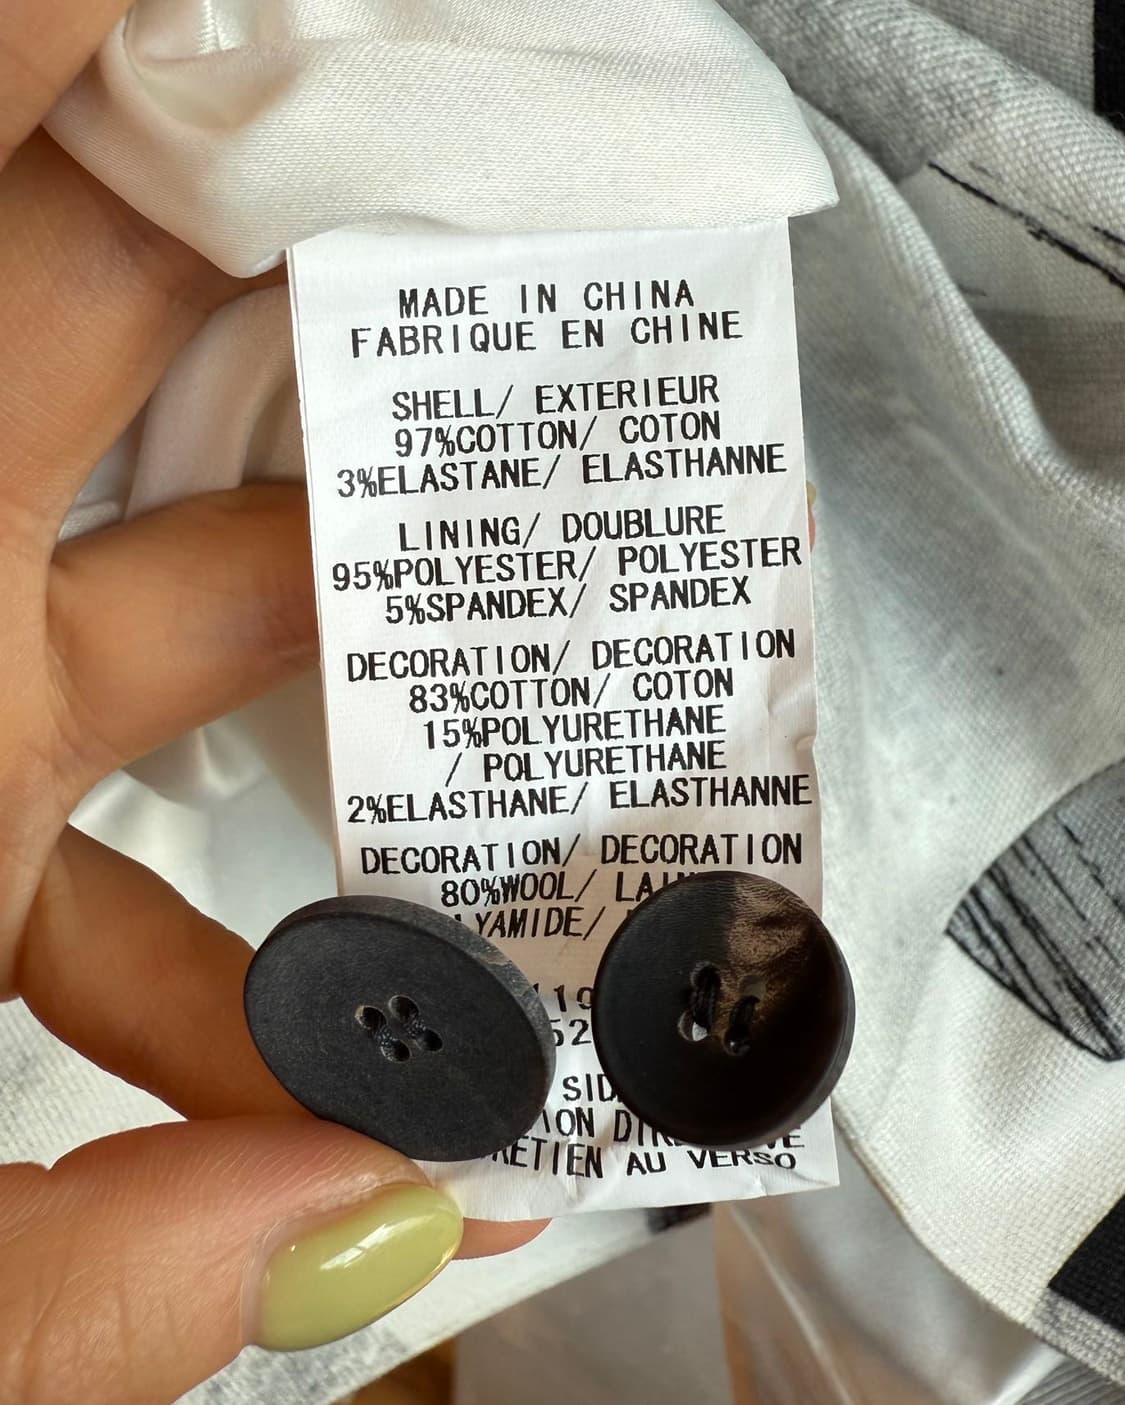 MADE IN CHINA
FABRIQUE EN CHINE
SHELL/ EXTERIEUR
97%COTTON/ COTON
3%ELASTANE/ ELASTHANNE
LINING/ DOUBLURE
95%POLYESTER/ POLYESTER
5%SPANDEX/ SPANDEX
DECORATION/ DECORATION
83%COTTON/ COTON
15%POLYURETHANE
/ POLYURETHANE
2%ELASTHANE/ ELASTHANNE
DECORATION/ DECORATION
80%WOOL/
AU VERSO